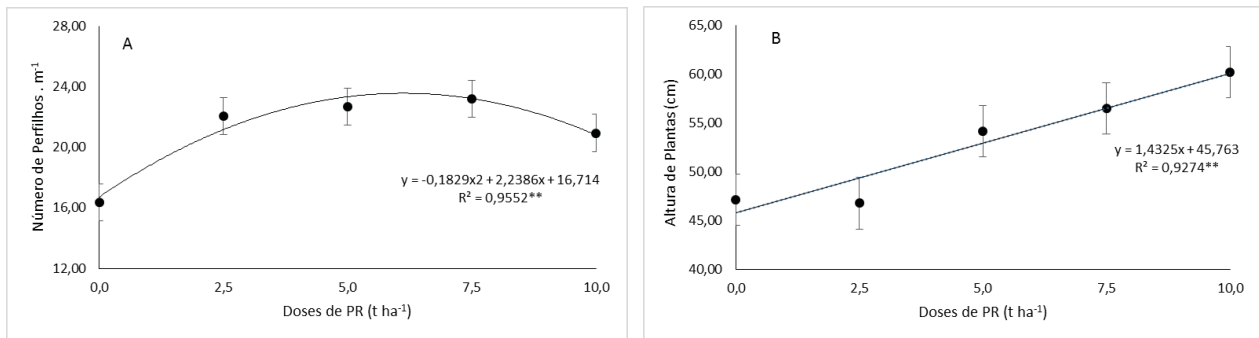 A
Número de Perfilhos . m⁻¹
28,00
24,00
20,00
16,00
12,00
y = -0,1829x2 + 2,2386x + 16,714
R² = 0,9552**
0,0 2,5 5,0 7,5 10,0
Doses de PR (t ha⁻¹)
B
Altura de Plantas (cm)
65,00
60,00
55,00
50,00
45,00
40,00
y = 1,4325x + 45,763
R² = 0,9274**
0,0 2,5 5,0 7,5 10,0
Doses de PR (t ha⁻¹)